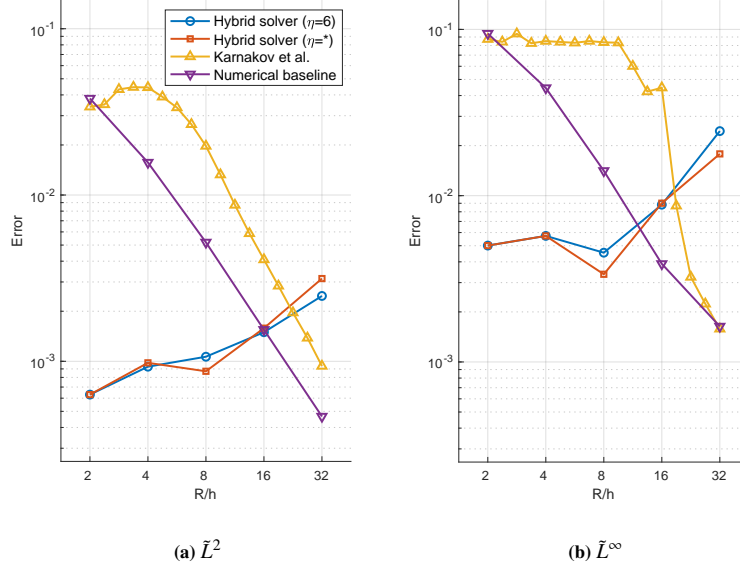 Hybrid solver (η=6)
Hybrid solver (η=*)
Karnakov et al.
Numerical baseline
10^-1
10^-2
10^-3
Error
2 4 8 16 32
R/h
(a) L̃^2
10^-1
10^-2
10^-3
Error
2 4 8 16 32
R/h
(b) L̃^∞